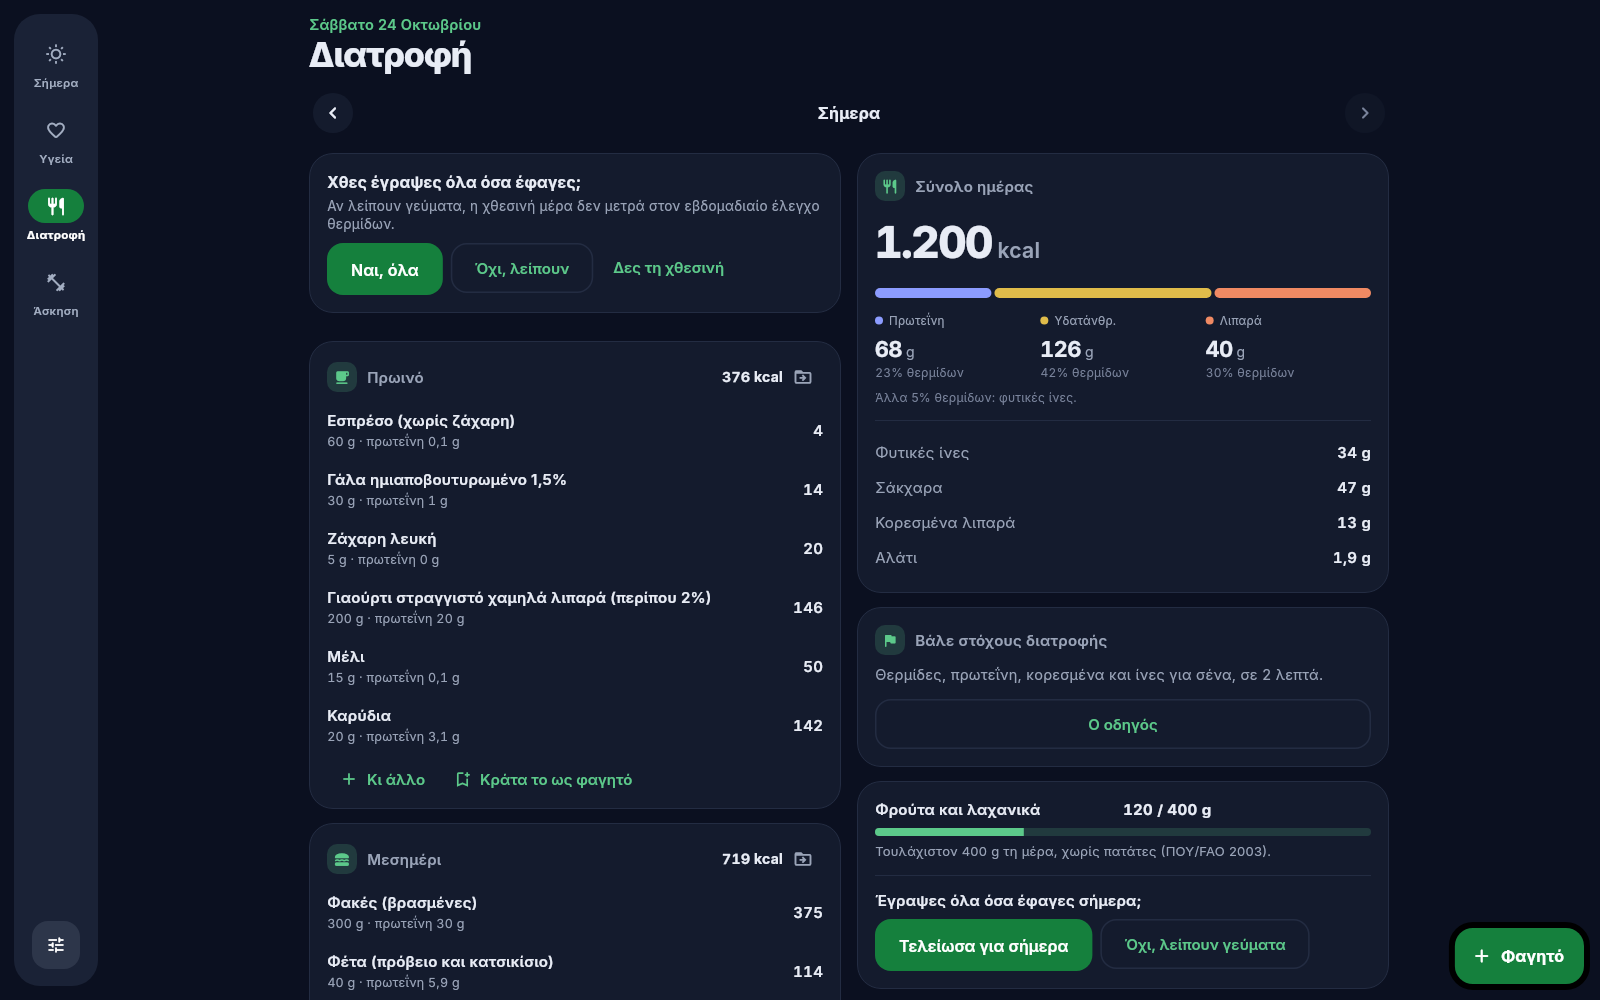 Σήμερα
Υγεία
Διατροφή
Άσκηση
Σάββατο 24 Οκτωβρίου
Διατροφή
Σήμερα
Χθες έγραψες όλα όσα έφαγες;
Αν λείπουν γεύματα, η χθεσινή μέρα δεν μετρά στον εβδομαδιαίο έλεγχο
θερμίδων.
Ναι, όλα
Όχι, λείπουν
Δες τη χθεσινή
Πρωινό
376 kcal
Εσπρέσο (χωρίς ζάχαρη)
60 g · πρωτεΐνη 0,1 g
4
Γάλα ημιαποβουτυρωμένο 1,5%
30 g · πρωτεΐνη 1 g
14
Ζάχαρη λευκή
5 g · πρωτεΐνη 0 g
20
Γιαούρτι στραγγιστό χαμηλά λιπαρά (περίπου 2%)
200 g · πρωτεΐνη 20 g
146
Μέλι
15 g · πρωτεΐνη 0,1 g
50
Καρύδια
20 g · πρωτεΐνη 3,1 g
142
Κι άλλο
Κράτα το ως φαγητό
Μεσημέρι
719 kcal
Φακές (βρασμένες)
300 g · πρωτεΐνη 30 g
375
Φέτα (πρόβειο και κατσικίσιο)
40 g · πρωτεΐνη 5,9 g
114
Σύνολο ημέρας
1.200 kcal
Πρωτεΐνη
68 g
23% θερμίδων
Υδατάνθρ.
126 g
42% θερμίδων
Λιπαρά
40 g
30% θερμίδων
Άλλα 5% θερμίδων: φυτικές ίνες.
Φυτικές ίνες
34 g
Σάκχαρα
47 g
Κορεσμένα λιπαρά
13 g
Αλάτι
1,9 g
Βάλε στόχους διατροφής
Θερμίδες, πρωτεΐνη, κορεσμένα και ίνες για σένα, σε 2 λεπτά.
Ο οδηγός
Φρούτα και λαχανικά
120 / 400 g
Τουλάχιστον 400 g τη μέρα, χωρίς πατάτες (ΠΟΥ/FAO 2003).
Έγραψες όλα όσα έφαγες σήμερα;
Τελείωσα για σήμερα
Όχι, λείπουν γεύματα
Φαγητό